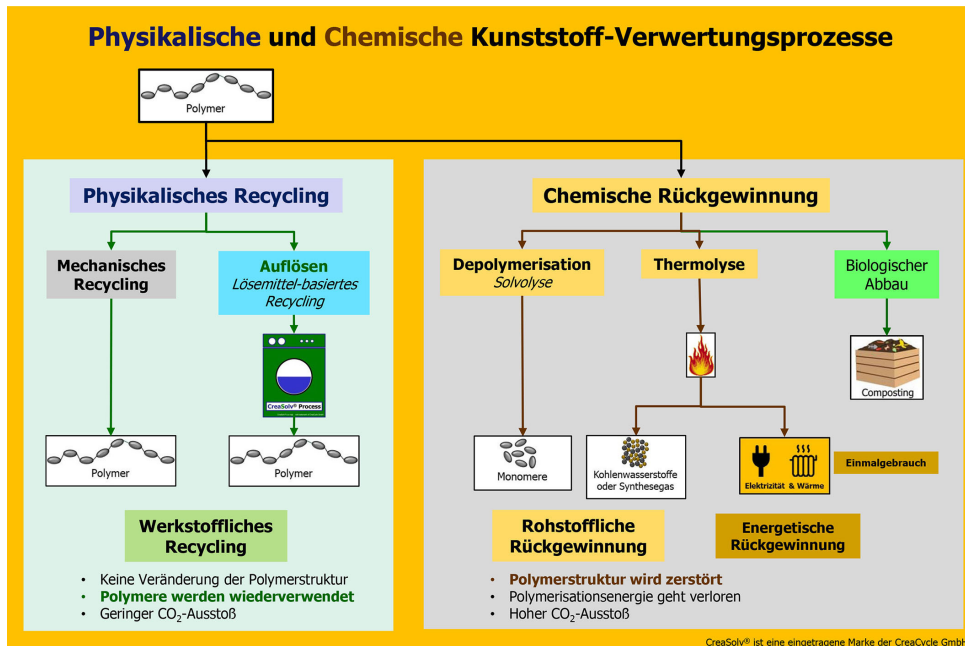 Physikalische und Chemische Kunststoff-Verwertungsprozesse
Polymer
Physikalisches Recycling
Mechanisches
Recycling
Auflösen
Lösemittel-basiertes
Recycling
CreaSolv® Process
Polymer
Polymer
Werkstoffliches
Recycling
• Keine Veränderung der Polymerstruktur
• Polymere werden wiederverwendet
• Geringer CO₂-Ausstoß
Chemische Rückgewinnung
Depolymerisation
Solvolyse
Thermolyse
Biologischer
Abbau
Composting
Monomere
Kohlenwasserstoffe
oder Synthesegas
Elektrizität & Wärme
Einmalgebrauch
Rohstoffliche
Rückgewinnung
Energetische
Rückgewinnung
• Polymerstruktur wird zerstört
• Polymerisationsenergie geht verloren
• Hoher CO₂-Ausstoß
CreaSolv® ist eine eingetragene Marke der CreaCycle GmbH